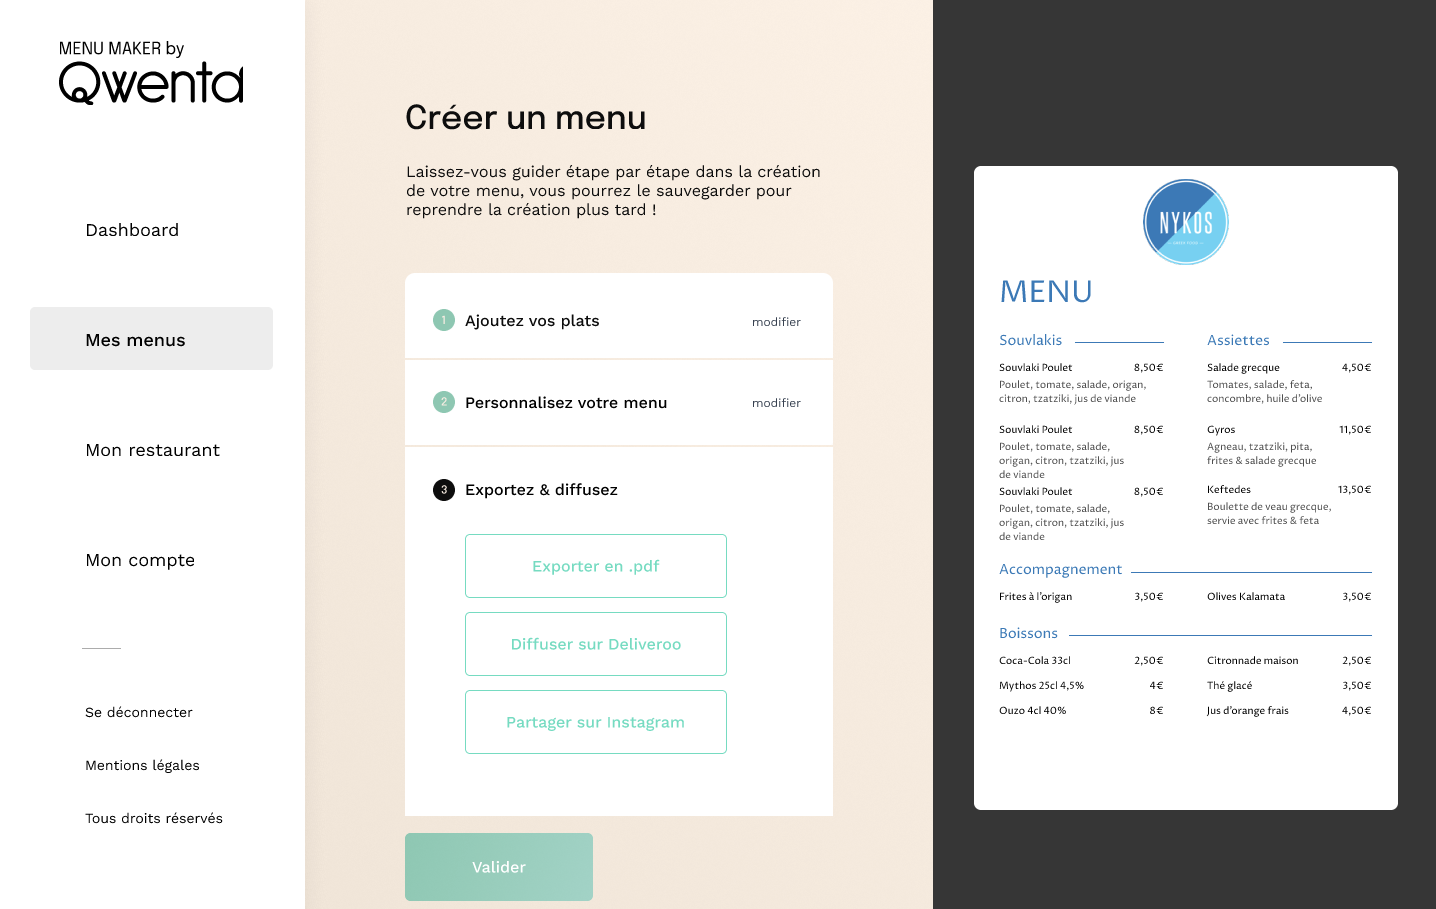 MENU MAKER by
Qwenta
Dashboard
Mes menus
Mon restaurant
Mon compte
Se déconnecter
Mentions légales
Tous droits réservés
Créer un menu
Laissez-vous guider étape par étape dans la création
de votre menu, vous pourrez le sauvegarder pour
reprendre la création plus tard !
1 Ajoutez vos plats modifier
2 Personnalisez votre menu modifier
3 Exportez & diffusez
Exporter en .pdf
Diffuser sur Deliveroo
Partager sur Instagram
Valider
NYKOS
MENU
Souvlakis
Souvlaki Poulet 8,50€
Poulet, tomate, salade, origan,
citron, tzatziki, jus de viande
Souvlaki Poulet 8,50€
Poulet, tomate, salade,
origan, citron, tzatziki, jus
de viande
Souvlaki Poulet 8,50€
Poulet, tomate, salade,
origan, citron, tzatziki, jus
de viande
Assiettes
Salade grecque 4,50€
Tomates, salade, feta,
concombre, huile d'olive
Gyros 11,50€
Agneau, tzatziki, pita,
frites & salade grecque
Keftedes 13,50€
Boulette de veau grecque,
servie avec frites & feta
Accompagnement
Frites à l'origan 3,50€ Olives Kalamata 3,50€
Boissons
Coca-Cola 33cl 2,50€ Citronnade maison 2,50€
Mythos 25cl 4,5% 4€ Thé glacé 3,50€
Ouzo 4cl 40% 8€ Jus d'orange frais 4,50€